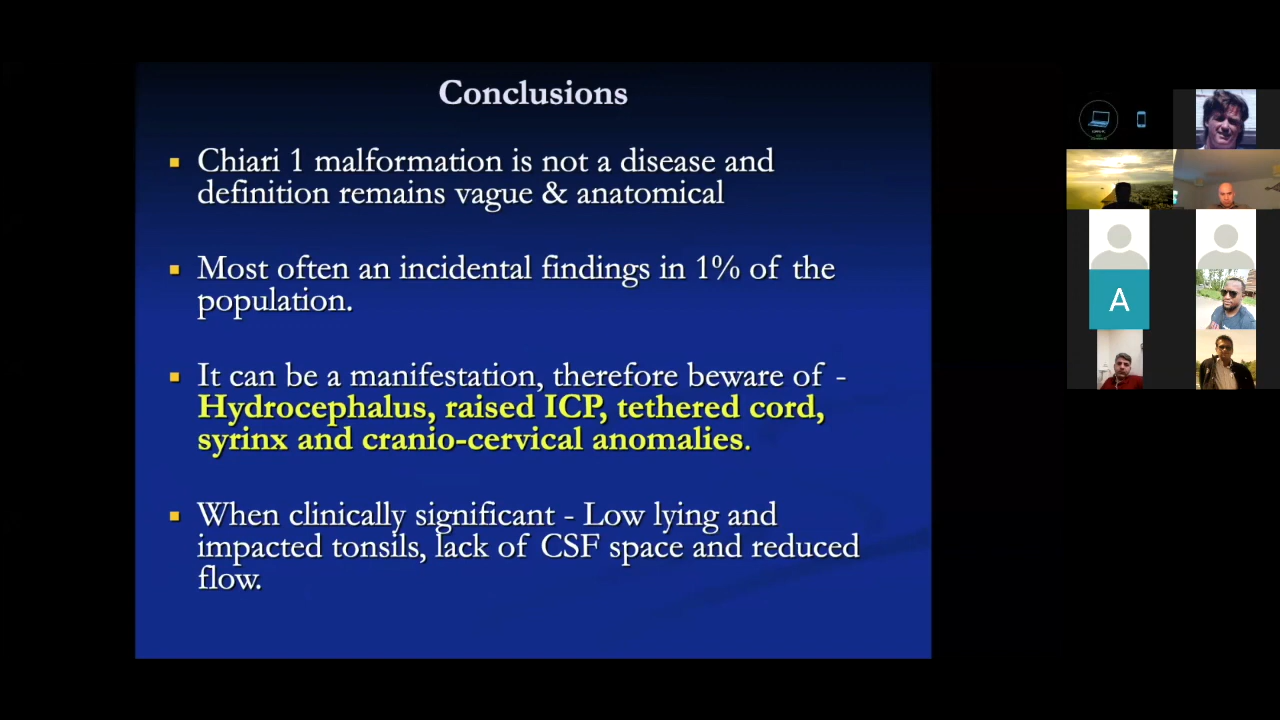 Conclusions
Chiari 1 malformation is not a disease and
definition remains vague & anatomical
Most often an incidental findings in 1% of the
population.
It can be a manifestation, therefore beware of -
Hydrocephalus, raised ICP, tethered cord,
syrinx and cranio-cervical anomalies.
When clinically significant - Low lying and
impacted tonsils, lack of CSF space and reduced
flow.
A